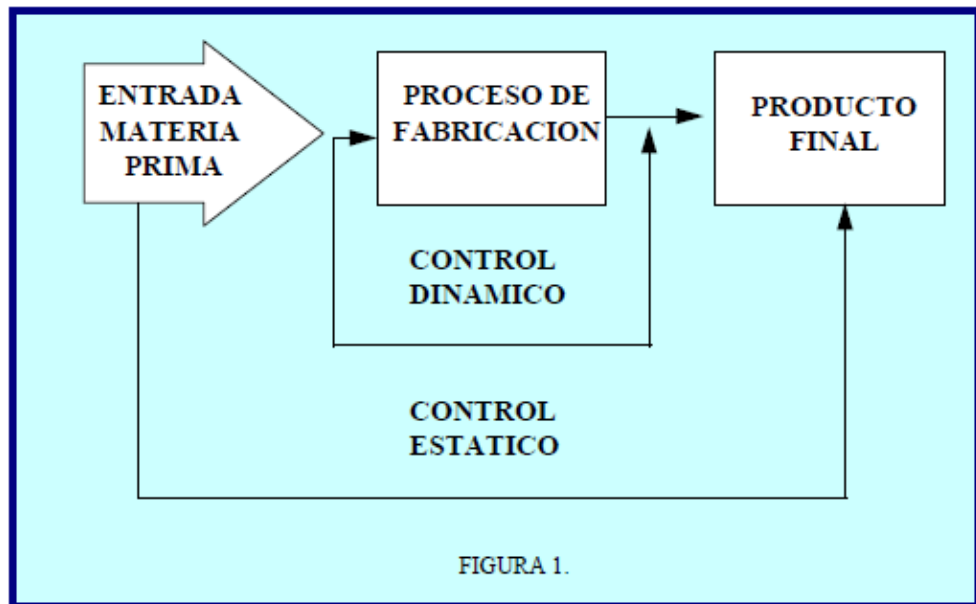 ENTRADA
MATERIA
PRIMA
PROCESO DE
FABRICACION
PRODUCTO
FINAL
CONTROL
DINAMICO
CONTROL
ESTATICO
FIGURA 1.